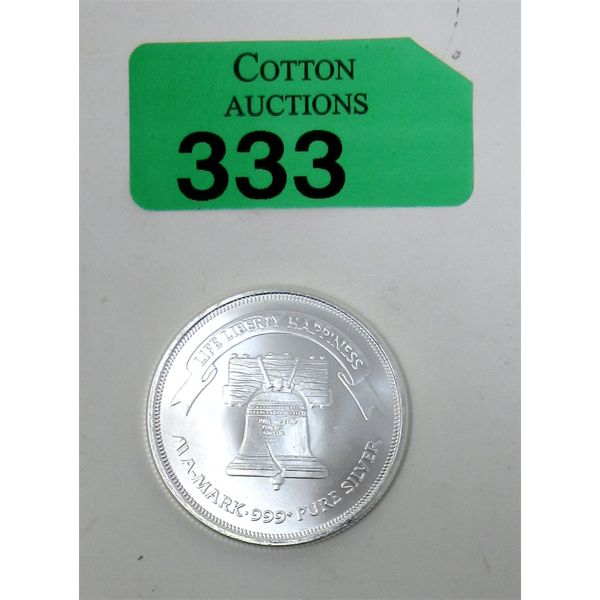 COTTON
AUCTIONS
333
LIFE LIBERTY HAPPINESS
A-MARK · 999+ PURE SILVER